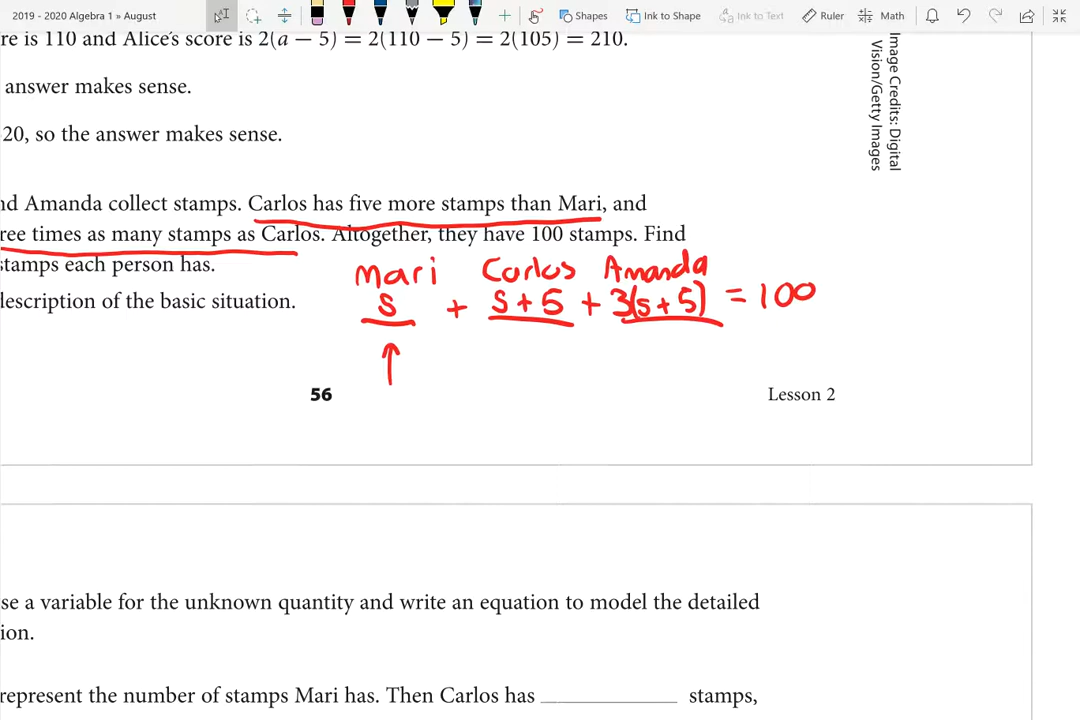 2019 - 2020 Algebra 1 » August
Shapes
Ink to Shape
Ink to Text
Ruler
Math
re is 110 and Alice's score is 2(a − 5) = 2(110 − 5) = 2(105) = 210.
Image Credits: Digital
Vision/Getty Images
answer makes sense.
20, so the answer makes sense.
nd Amanda collect stamps. Carlos has five more stamps than Mari, and
ree times as many stamps as Carlos. Altogether, they have 100 stamps. Find
stamps each person has.
Mari Carlos Amanda
description of the basic situation.
s + s + 5 + 3(s + 5) = 100
56
Lesson 2
se a variable for the unknown quantity and write an equation to model the detailed
ion.
represent the number of stamps Mari has. Then Carlos has ____________ stamps,